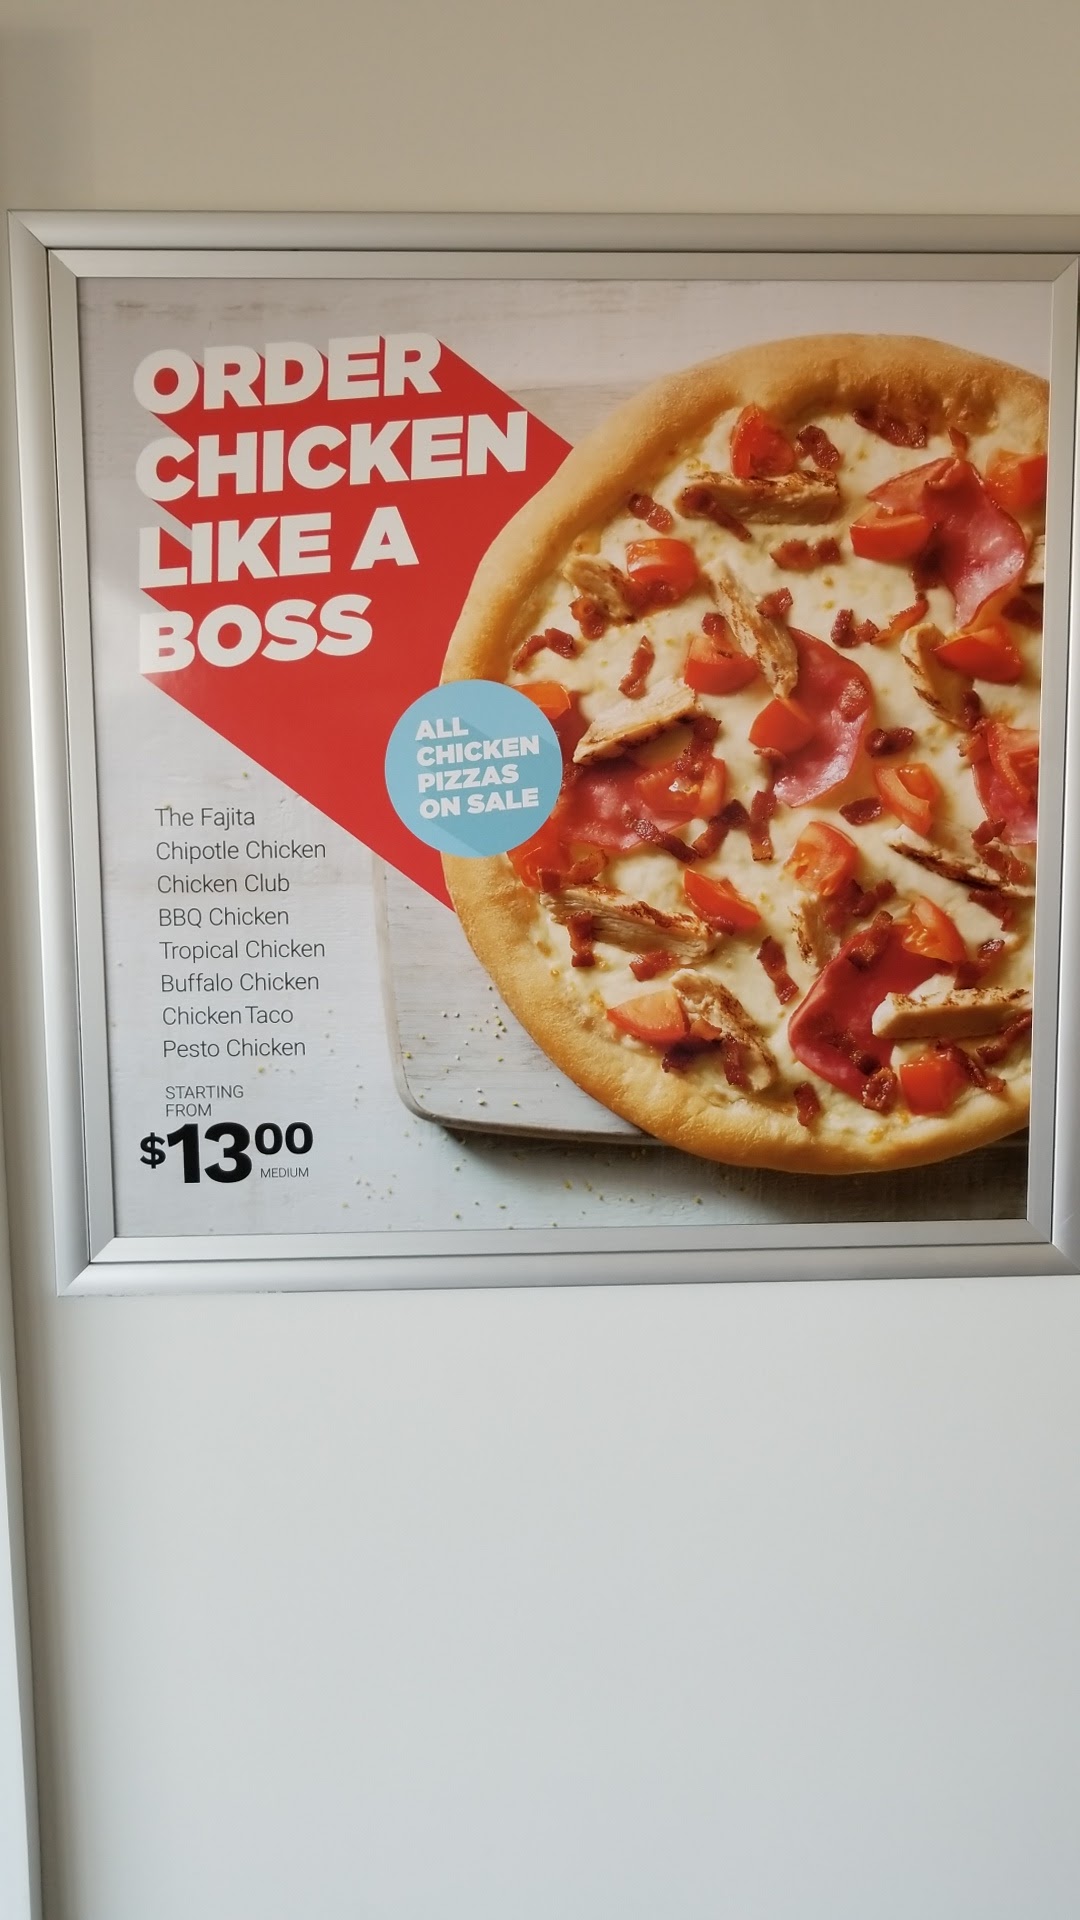 ORDER
CHICKEN
LIKE A
BOSS
ALL
CHICKEN
PIZZAS
ON SALE
The Fajita
Chipotle Chicken
Chicken Club
BBQ Chicken
Tropical Chicken
Buffalo Chicken
Chicken Taco
Pesto Chicken
STARTING
FROM
$13 00
MEDIUM